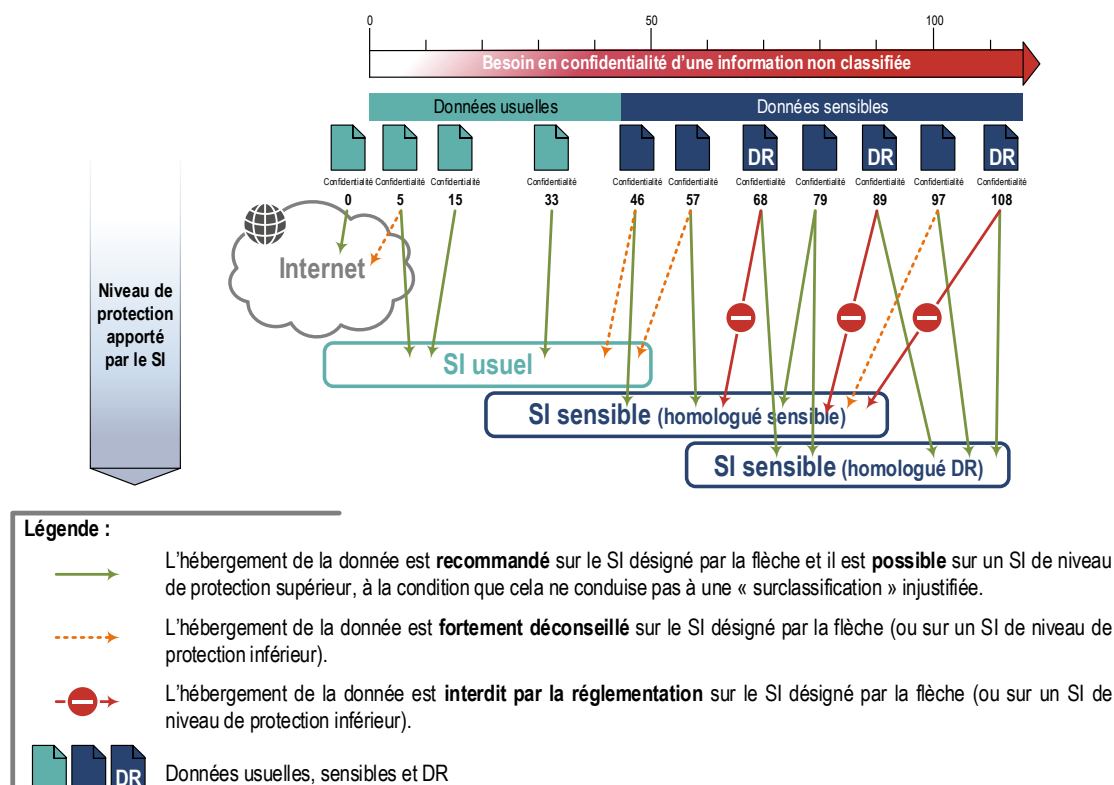 0 50 100
Besoin en confidentialité d'une information non classifiée
Données usuelles Données sensibles
DR DR DR
Confidentialité Confidentialité Confidentialité Confidentialité Confidentialité Confidentialité Confidentialité Confidentialité Confidentialité Confidentialité Confidentialité
0 5 15 33 46 57 68 79 89 97 108
Internet
Niveau de
protection
apporté
par le SI
SI usuel
SI sensible (homologué sensible)
SI sensible (homologué DR)
Légende :
L'hébergement de la donnée est recommandé sur le SI désigné par la flèche et il est possible sur un SI de niveau
de protection supérieur, à la condition que cela ne conduise pas à une « surclassification » injustifiée.
L'hébergement de la donnée est fortement déconseillé sur le SI désigné par la flèche (ou sur un SI de niveau de
protection inférieur).
L'hébergement de la donnée est interdit par la réglementation sur le SI désigné par la flèche (ou sur un SI de
niveau de protection inférieur).
DR Données usuelles, sensibles et DR